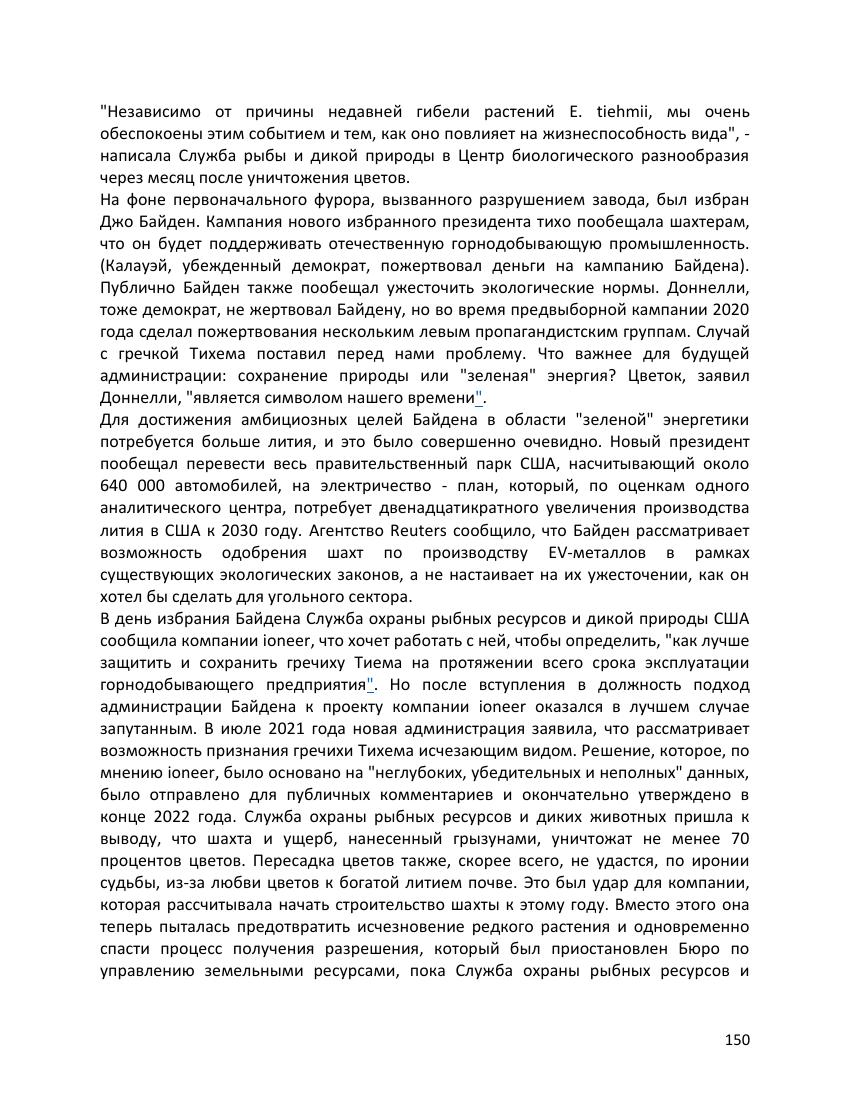 "Независимо от причины недавней гибели растений E. tiehmii, мы очень
обеспокоены этим событием и тем, как оно повлияет на жизнеспособность вида", -
написала Служба рыбы и дикой природы в Центр биологического разнообразия
через месяц после уничтожения цветов.
На фоне первоначального фурора, вызванного разрушением завода, был избран
Джо Байден. Кампания нового избранного президента тихо пообещала шахтерам,
что он будет поддерживать отечественную горнодобывающую промышленность.
(Калауэй, убежденный демократ, пожертвовал деньги на кампанию Байдена).
Публично Байден также пообещал ужесточить экологические нормы. Доннелли,
тоже демократ, не жертвовал Байдену, но во время предвыборной кампании 2020
года сделал пожертвования нескольким левым пропагандистским группам. Случай
с гречкой Тихема поставил перед нами проблему. Что важнее для будущей
администрации: сохранение природы или "зеленая" энергия? Цветок, заявил
Доннелли, "является символом нашего времени".
Для достижения амбициозных целей Байдена в области "зеленой" энергетики
потребуется больше лития, и это было совершенно очевидно. Новый президент
пообещал перевести весь правительственный парк США, насчитывающий около
640 000 автомобилей, на электричество - план, который, по оценкам одного
аналитического центра, потребует двенадцатикратного увеличения производства
лития в США к 2030 году. Агентство Reuters сообщило, что Байден рассматривает
возможность одобрения шахт по производству EV-металлов в рамках
существующих экологических законов, а не настаивает на их ужесточении, как он
хотел бы сделать для угольного сектора.
В день избрания Байдена Служба охраны рыбных ресурсов и дикой природы США
сообщила компании ioneer, что хочет работать с ней, чтобы определить, "как лучше
защитить и сохранить гречиху Тиема на протяжении всего срока эксплуатации
горнодобывающего предприятия". Но после вступления в должность подход
администрации Байдена к проекту компании ioneer оказался в лучшем случае
запутанным. В июле 2021 года новая администрация заявила, что рассматривает
возможность признания гречихи Тихема исчезающим видом. Решение, которое, по
мнению ioneer, было основано на "неглубоких, убедительных и неполных" данных,
было отправлено для публичных комментариев и окончательно утверждено в
конце 2022 года. Служба охраны рыбных ресурсов и диких животных пришла к
выводу, что шахта и ущерб, нанесенный грызунами, уничтожат не менее 70
процентов цветов. Пересадка цветов также, скорее всего, не удастся, по иронии
судьбы, из-за любви цветов к богатой литием почве. Это был удар для компании,
которая рассчитывала начать строительство шахты к этому году. Вместо этого она
теперь пыталась предотвратить исчезновение редкого растения и одновременно
спасти процесс получения разрешения, который был приостановлен Бюро по
управлению земельными ресурсами, пока Служба охраны рыбных ресурсов и
150